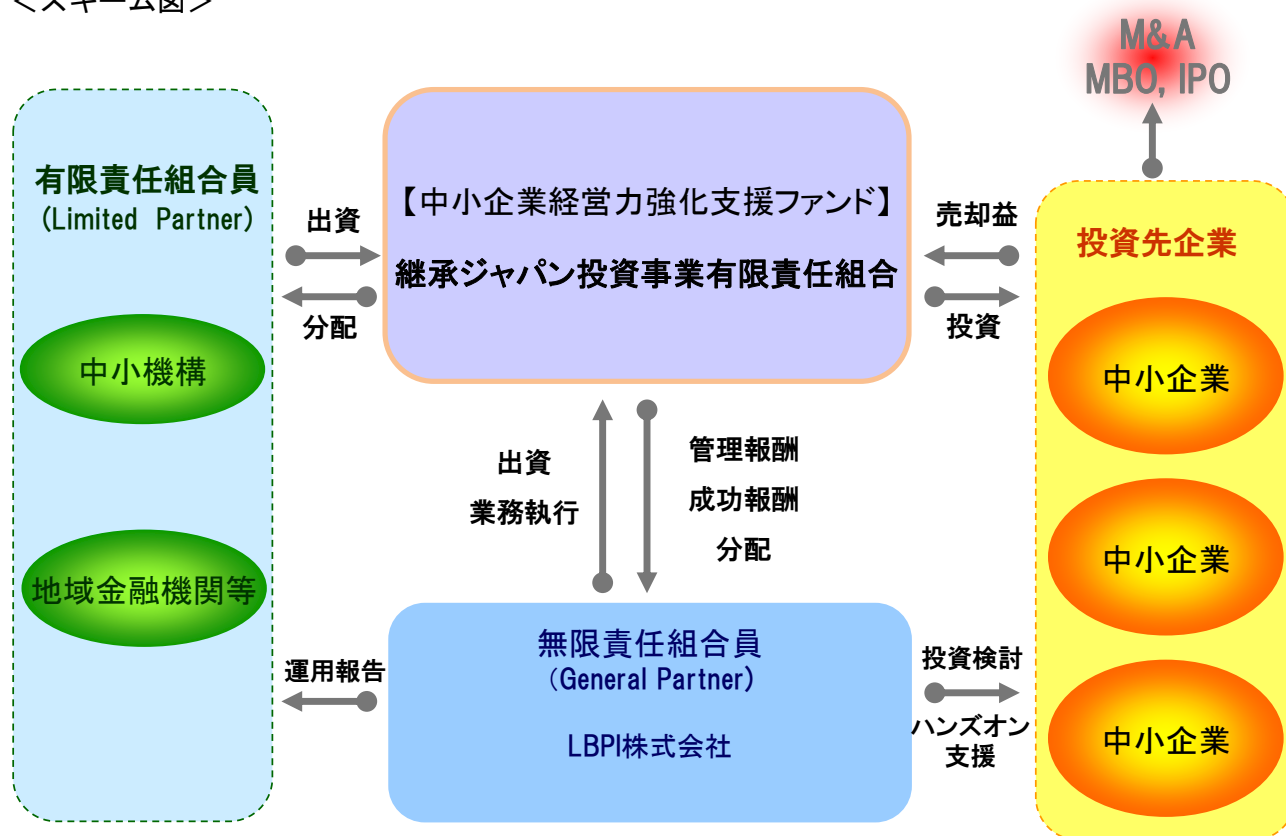 ＜スキーム図＞
M&A
MBO, IPO
有限責任組合員
(Limited Partner)
中小機構
地域金融機関等
出資
分配
【中小企業経営力強化支援ファンド】
継承ジャパン投資事業有限責任組合
売却益
投資
投資先企業
中小企業
中小企業
中小企業
出資
業務執行
管理報酬
成功報酬
分配
運用報告
無限責任組合員
（General Partner）
LBPI株式会社
投資検討
ハンズオン
支援